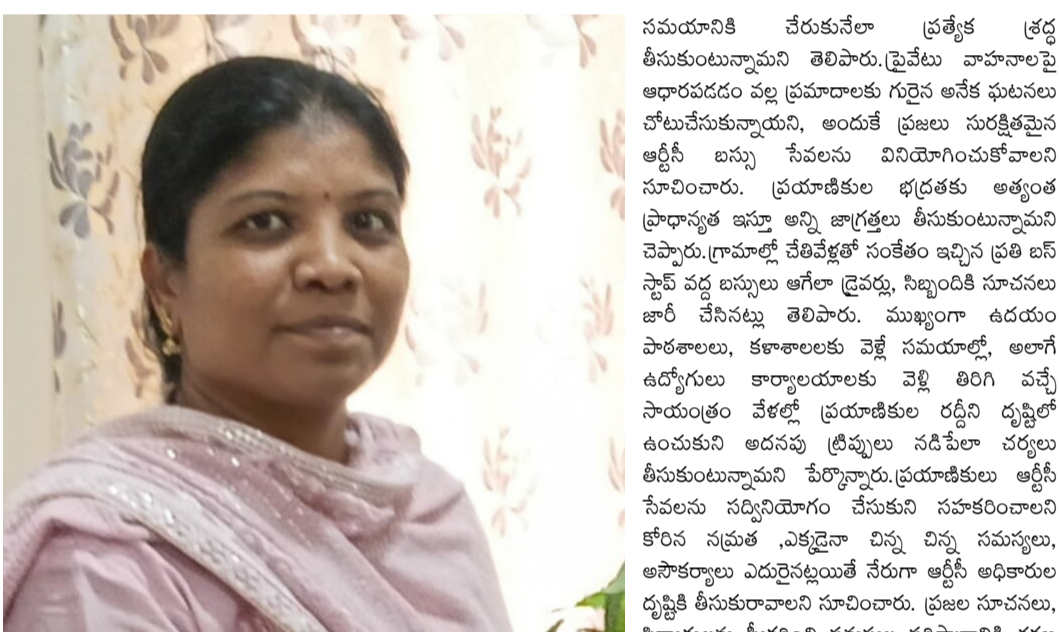 సమయానికి చేరుకునేలా ప్రత్యేక శ్రద్ధ
తీసుకుంటున్నామని తెలిపారు.ప్రైవేటు వాహనాలపై
ఆధారపడడం వల్ల ప్రమాదాలకు గురైన అనేక ఘటనలు
చోటుచేసుకున్నాయని, అందుకే ప్రజలు సురక్షితమైన
ఆర్టీసీ బస్సు సేవలను వినియోగించుకోవాలని
సూచించారు. ప్రయాణికుల భద్రతకు అత్యంత
ప్రాధాన్యత ఇస్తూ అన్ని జాగ్రత్తలు తీసుకుంటున్నామని
చెప్పారు.గ్రామాల్లో చేతివేళ్లతో సంకేతం ఇచ్చిన ప్రతి బస్
స్టాప్ వద్ద బస్సులు ఆగేలా డ్రైవర్లు, సిబ్బందికి సూచనలు
జారీ చేసినట్లు తెలిపారు. ముఖ్యంగా ఉదయం
పాఠశాలలు, కళాశాలలకు వెళ్లే సమయాల్లో, అలాగే
ఉద్యోగులు కార్యాలయాలకు వెళ్లి తిరిగి వచ్చే
సాయంత్రం వేళల్లో ప్రయాణికుల రద్దీని దృష్టిలో
ఉంచుకుని అదనపు ట్రిప్పులు నడిపేలా చర్యలు
తీసుకుంటున్నామని పేర్కొన్నారు.ప్రయాణికులు ఆర్టీసీ
సేవలను సద్వినియోగం చేసుకుని సహకరించాలని
కోరిన నమ్రత ,ఎక్కడైనా చిన్న చిన్న సమస్యలు,
అసౌకర్యాలు ఎదురైనట్లయితే నేరుగా ఆర్టీసీ అధికారుల
దృష్టికి తీసుకురావాలని సూచించారు. ప్రజల సూచనలు,